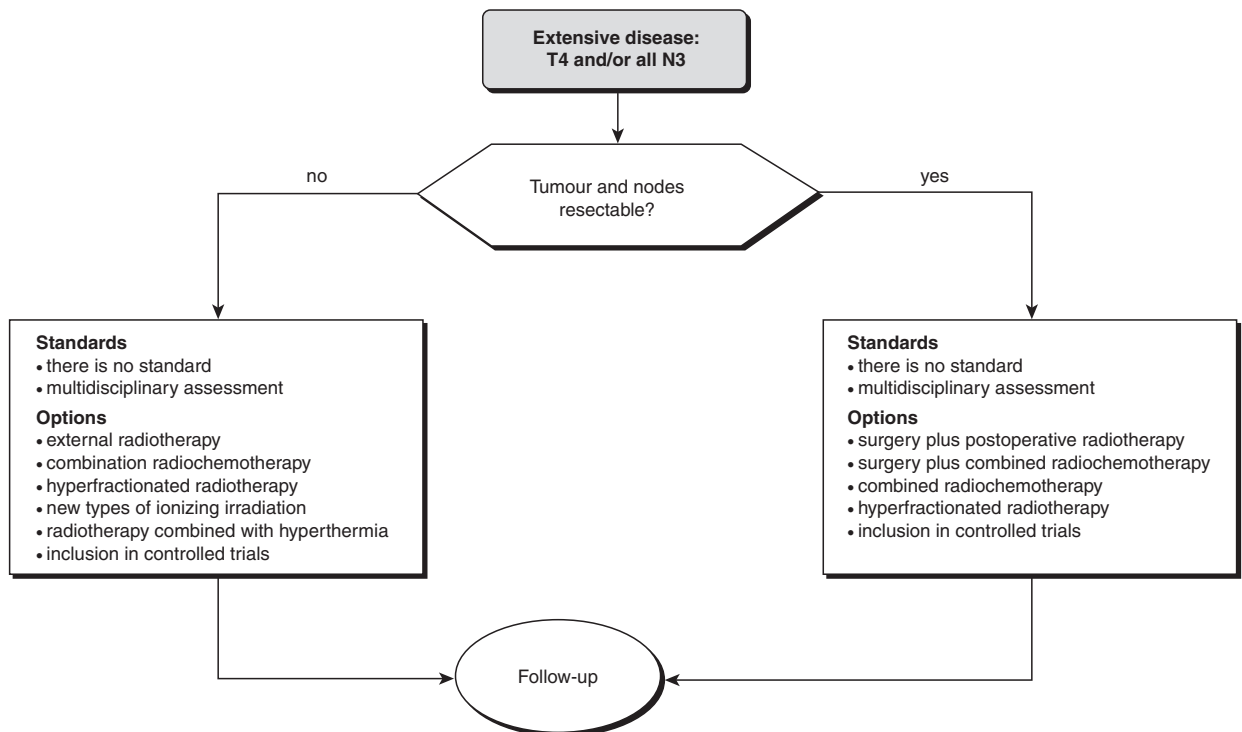 Extensive disease:
T4 and/or all N3
no
Tumour and nodes
resectable?
yes
Standards
• there is no standard
• multidisciplinary assessment
Options
• external radiotherapy
• combination radiochemotherapy
• hyperfractionated radiotherapy
• new types of ionizing irradiation
• radiotherapy combined with hyperthermia
• inclusion in controlled trials
Standards
• there is no standard
• multidisciplinary assessment
Options
• surgery plus postoperative radiotherapy
• surgery plus combined radiochemotherapy
• combined radiochemotherapy
• hyperfractionated radiotherapy
• inclusion in controlled trials
Follow-up